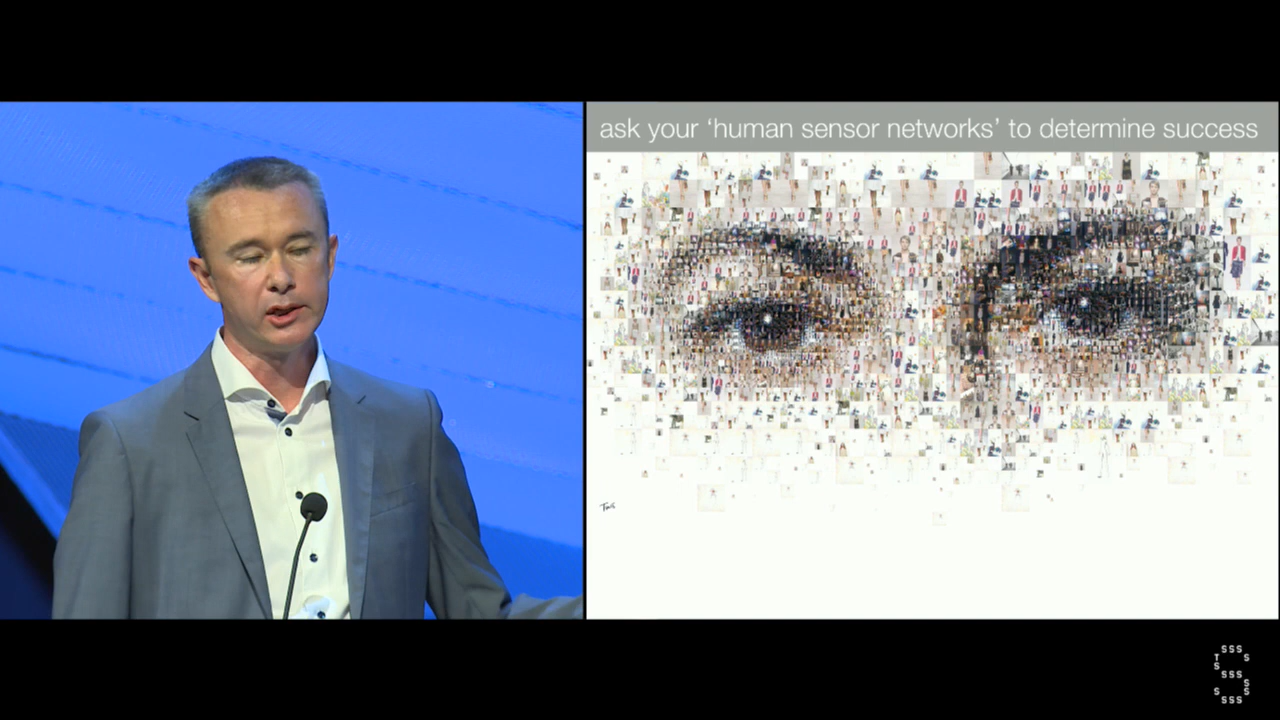 ask your ‘human sensor networks’ to determine success